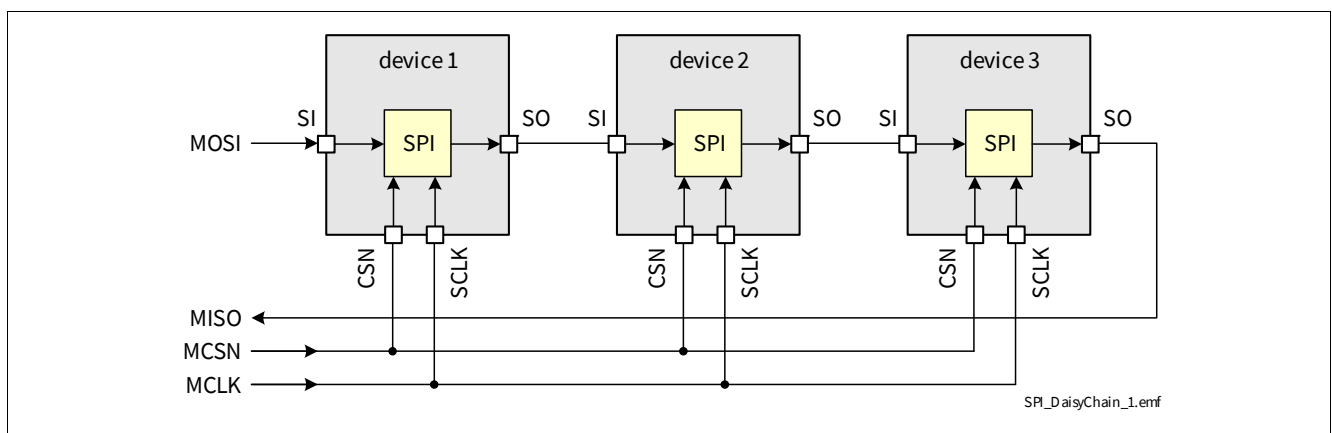 device 1 device 2 device 3
SI SO SI SO SI SO
MOSI SPI SPI SPI
CSN SCLK CSN SCLK CSN SCLK
MISO
MCSN
MCLK
SPI_DaisyChain_1.emf